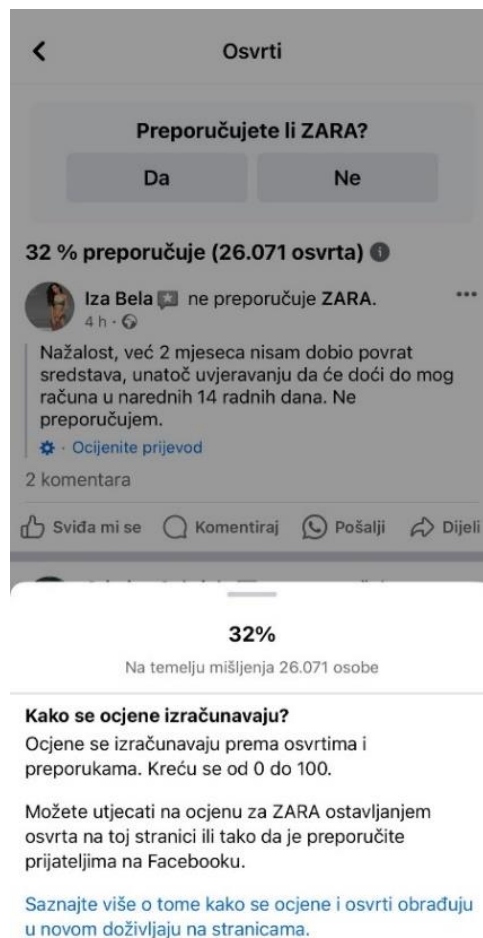 Osvrti
Preporučujete li ZARA?
Da
Ne
32 % preporučuje (26.071 osvrta)
Iza Bela ne preporučuje ZARA.
4 h ·
Nažalost, već 2 mjeseca nisam dobio povrat
sredstava, unatoč uvjeravanju da će doći do mog
računa u narednih 14 radnih dana. Ne
preporučujem.
· Ocijenite prijevod
2 komentara
Sviđa mi se
Komentiraj
Pošalji
Dijeli
32%
Na temelju mišljenja 26.071 osobe
Kako se ocjene izračunavaju?
Ocjene se izračunavaju prema osvrtima i
preporukama. Kreću se od 0 do 100.
Možete utjecati na ocjenu za ZARA ostavljanjem
osvrta na toj stranici ili tako da je preporučite
prijateljima na Facebooku.
Saznajte više o tome kako se ocjene i osvrti obrađuju
u novom doživljaju na stranicama.